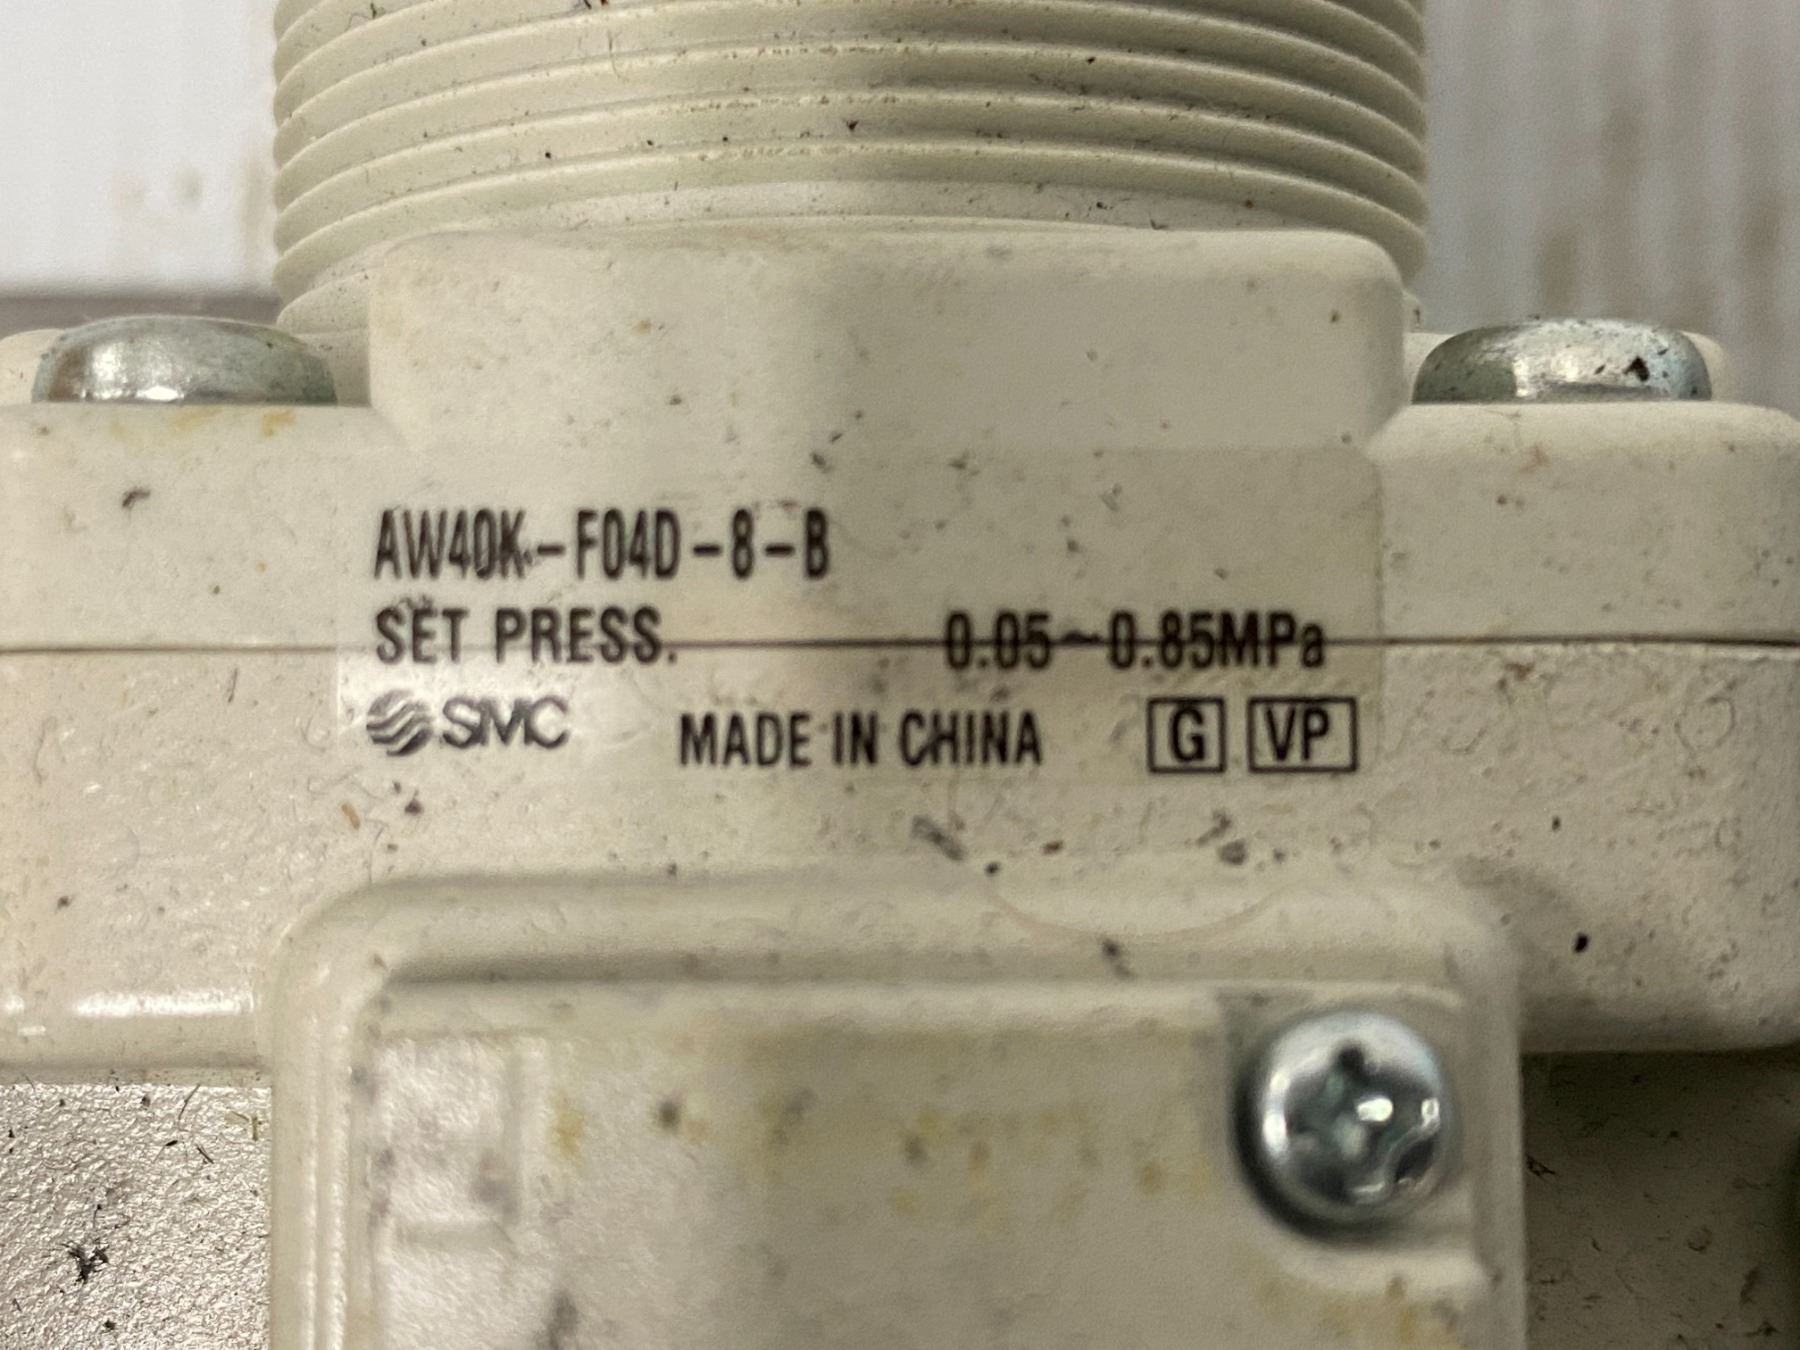 AW40K-F04D-8-B
SET PRESS. 0.05~0.85MPa
SMC MADE IN CHINA G VP